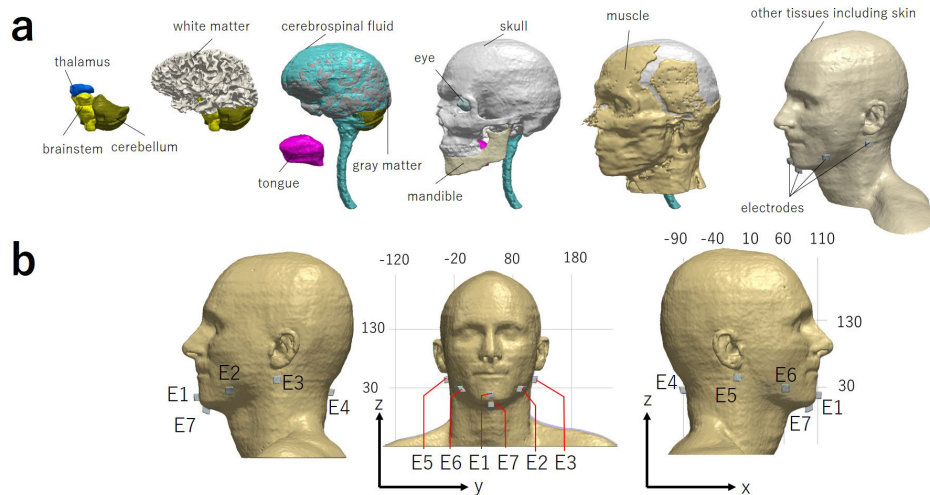 a
white matter
cerebrospinal fluid
skull
muscle
other tissues including skin
thalamus
eye
brainstem
cerebellum
gray matter
tongue
mandible
electrodes
b
-120
-20
80
180
-90
-40
10
60
110
130
130
30
30
E1
E2
E3
E4
E7
z
E5
E6
E1
E7
E2
E3
y
E4
E5
E6
E1
E7
z
x